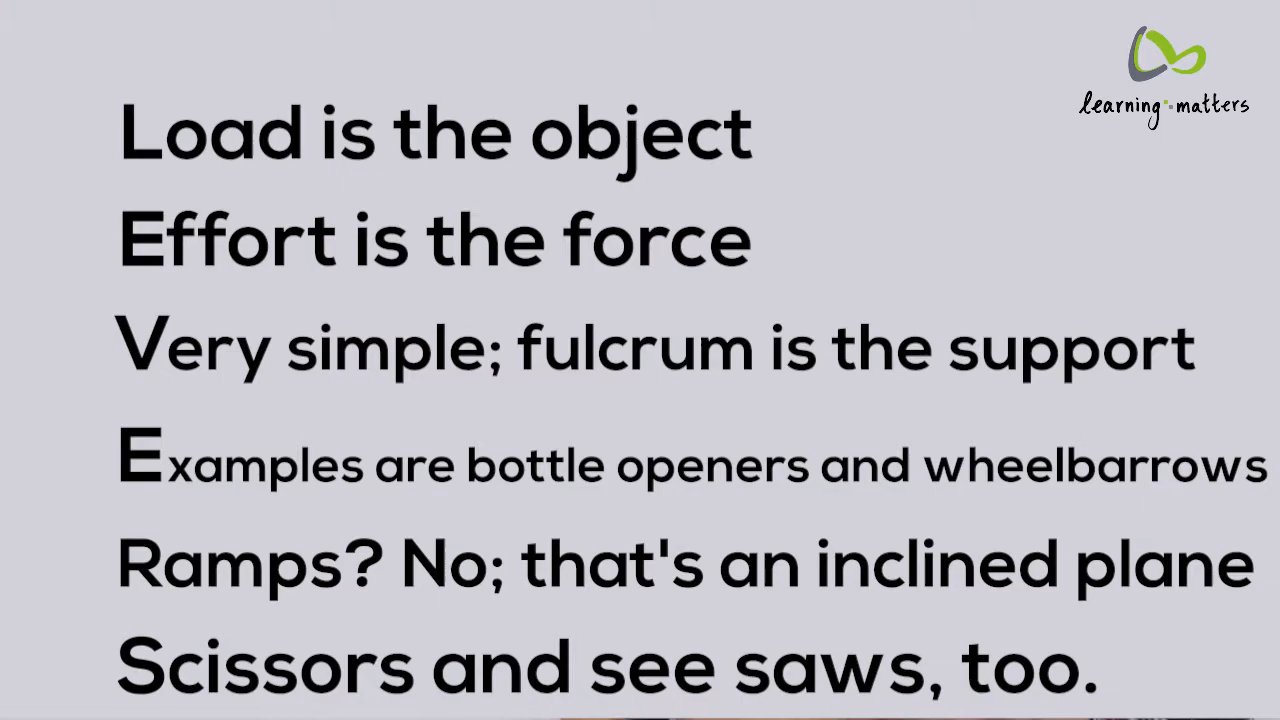 learning matters
Load is the object
Effort is the force
Very simple; fulcrum is the support
Examples are bottle openers and wheelbarrows
Ramps? No; that's an inclined plane
Scissors and see saws, too.